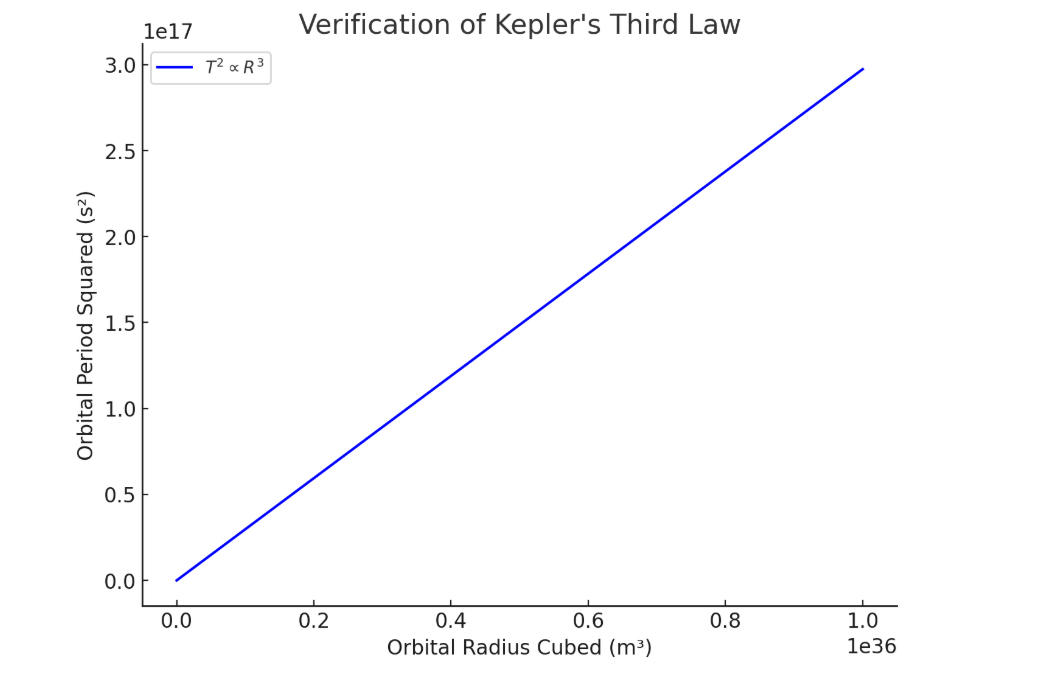 Verification of Kepler's Third Law
1e17
T² ∝ R³
3.0
2.5
2.0
1.5
1.0
0.5
0.0
Orbital Period Squared (s²)
0.0 0.2 0.4 0.6 0.8 1.0
Orbital Radius Cubed (m³)
1e36